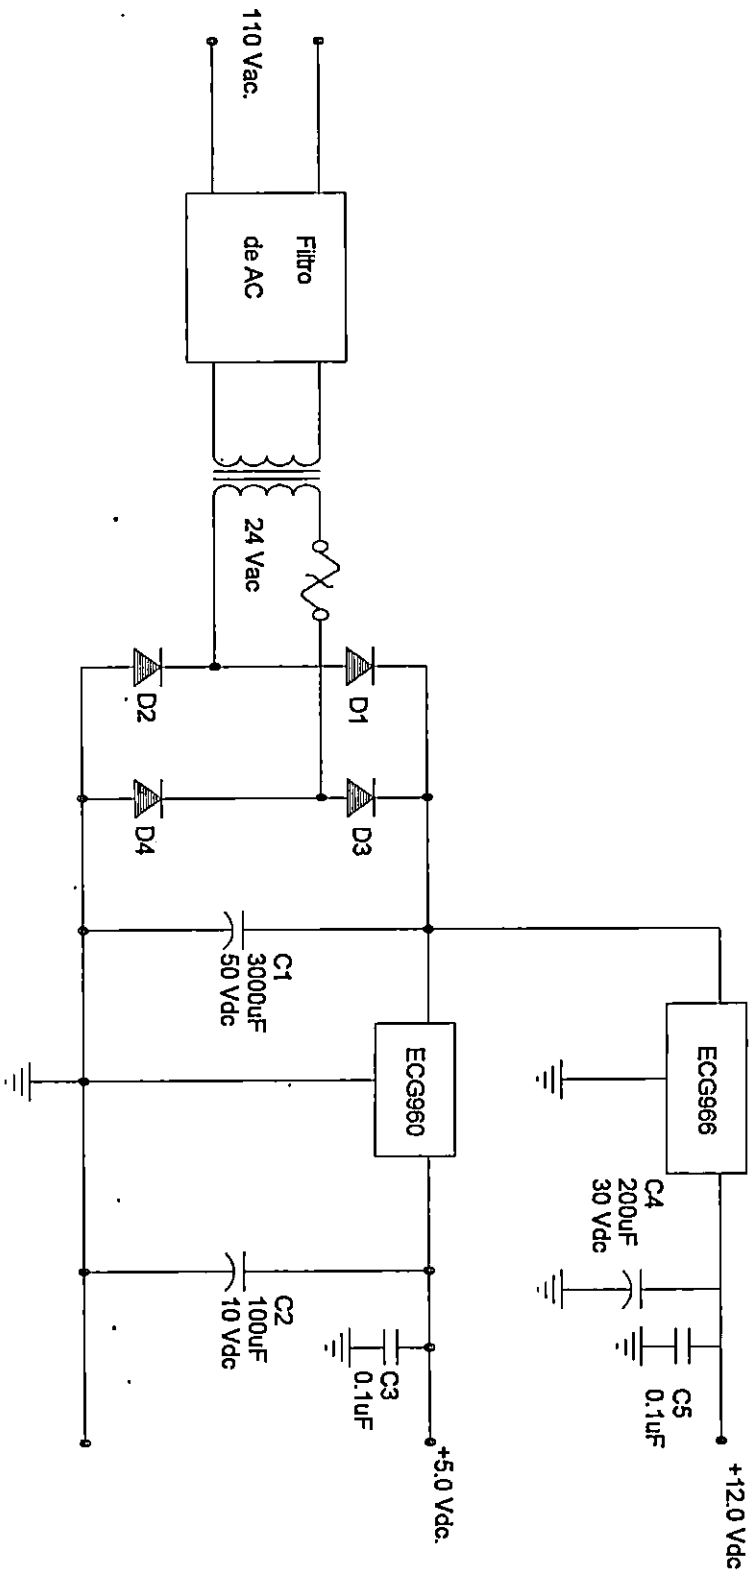 110 Vac.
Filtro
de AC
24 Vac
D1
D2
D3
D4
C1
3000uF
50 Vdc
ECG960
C2
100uF
10 Vdc
C3
0.1uF
+5.0 Vdc.
ECG966
C4
200uF
30 Vdc
C5
0.1uF
+12.0 Vdc